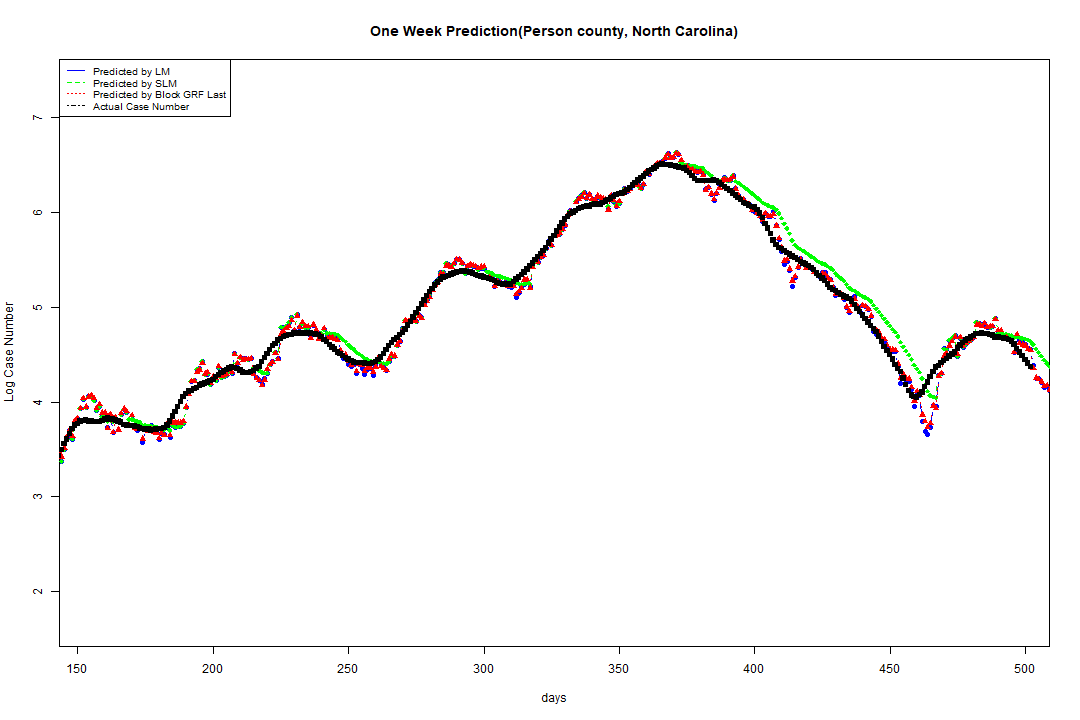 One Week Prediction(Person county, North Carolina)
Predicted by LM
Predicted by SLM
Predicted by Block GRF Last
Actual Case Number
Log Case Number
7
6
5
4
3
2
150 200 250 300 350 400 450 500
days